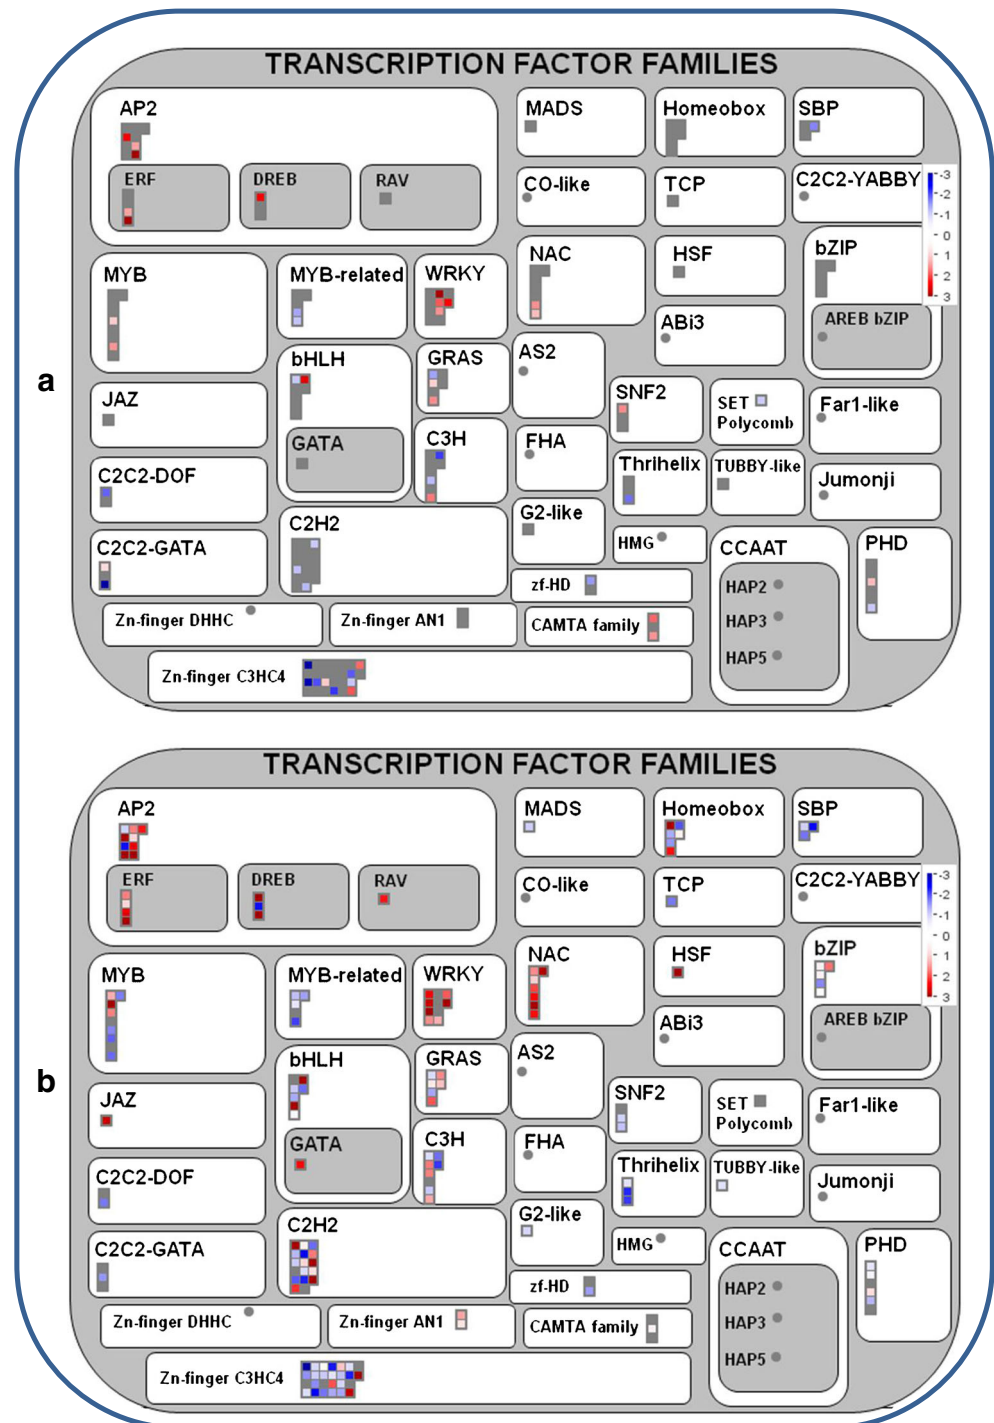 TRANSCRIPTION FACTOR FAMILIES
AP2
MADS
Homeobox
SBP
ERF
DREB
RAV
CO-like
TCP
C2C2-YABBY
-3
-2
-1
0
1
2
3
MYB
MYB-related
WRKY
NAC
HSF
bZIP
ABi3
AREB bZIP
a
bHLH
GRAS
AS2
JAZ
SNF2
SET
Polycomb
Far1-like
GATA
C3H
FHA
C2C2-DOF
Thrihelix
TUBBY-like
Jumonji
C2H2
G2-like
C2C2-GATA
HMG
CCAAT
PHD
zf-HD
HAP2
Zn-finger DHHC
Zn-finger AN1
CAMTA family
HAP3
HAP5
Zn-finger C3HC4
TRANSCRIPTION FACTOR FAMILIES
AP2
MADS
Homeobox
SBP
ERF
DREB
RAV
CO-like
TCP
C2C2-YABBY
-3
-2
-1
0
1
2
3
MYB
MYB-related
WRKY
NAC
HSF
bZIP
ABi3
AREB bZIP
b
bHLH
GRAS
AS2
JAZ
SNF2
SET
Polycomb
Far1-like
GATA
C3H
FHA
C2C2-DOF
Thrihelix
TUBBY-like
Jumonji
C2H2
G2-like
C2C2-GATA
HMG
CCAAT
PHD
zf-HD
HAP2
Zn-finger DHHC
Zn-finger AN1
CAMTA family
HAP3
HAP5
Zn-finger C3HC4